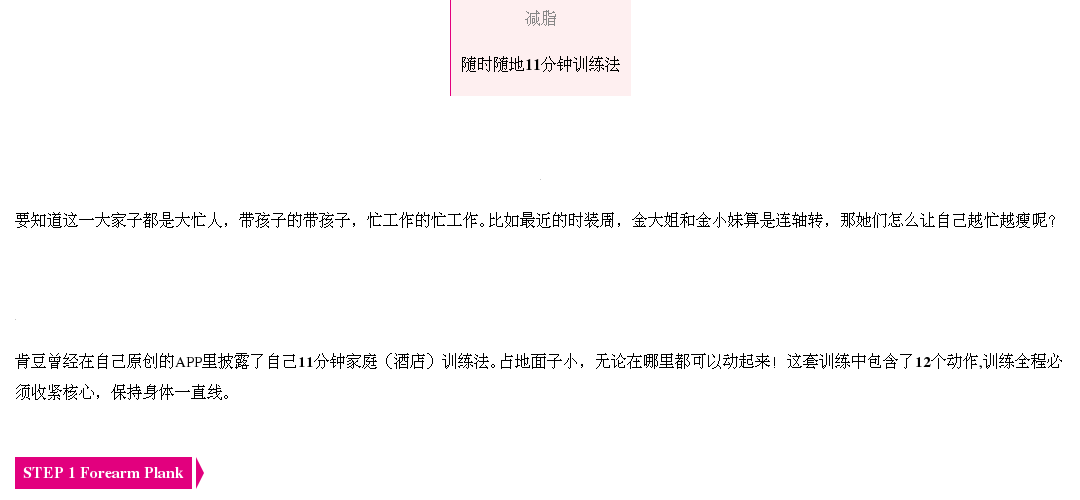 减脂
随时随地11分钟训练法
要知道这一大家子都是大忙人，带孩子的带孩子，忙工作的忙工作。比如最近的时装周，金大姐和金小妹算是连轴转，那她们怎么让自己越忙越瘦呢？
肯豆曾经在自己原创的APP里披露了自己11分钟家庭（酒店）训练法。占地面子小，无论在哪里都可以动起来！这套训练中包含了12个动作,训练全程必
须收紧核心，保持身体一直线。
STEP 1 Forearm Plank